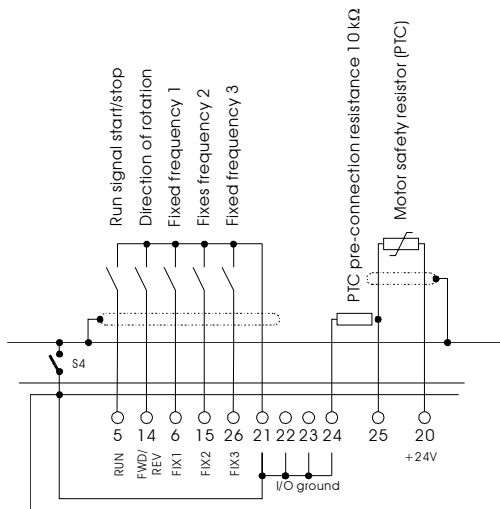 Run signal start/stop
Direction of rotation
Fixed frequency 1
Fixes frequency 2
Fixed frequency 3
PTC pre-connection resistance 10 kΩ
Motor safety resistor (PTC)
S4
5
14
6
15
26
21
22
23
24
25
20
RUN
FWD/
REV
FIX1
FIX2
FIX3
+24V
I/O ground